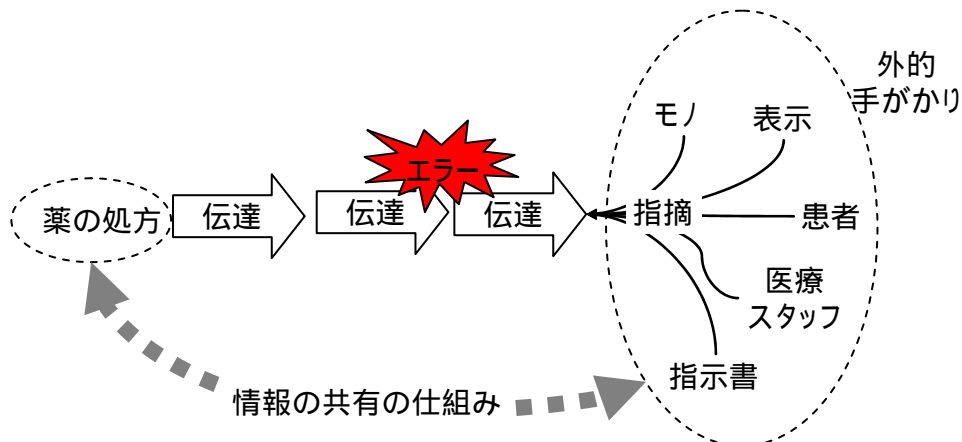 外的
手がかり
モノ
表示
エラー
薬の処方
伝達
伝達
伝達
指摘
患者
医療
スタッフ
指示書
情報の共有の仕組み